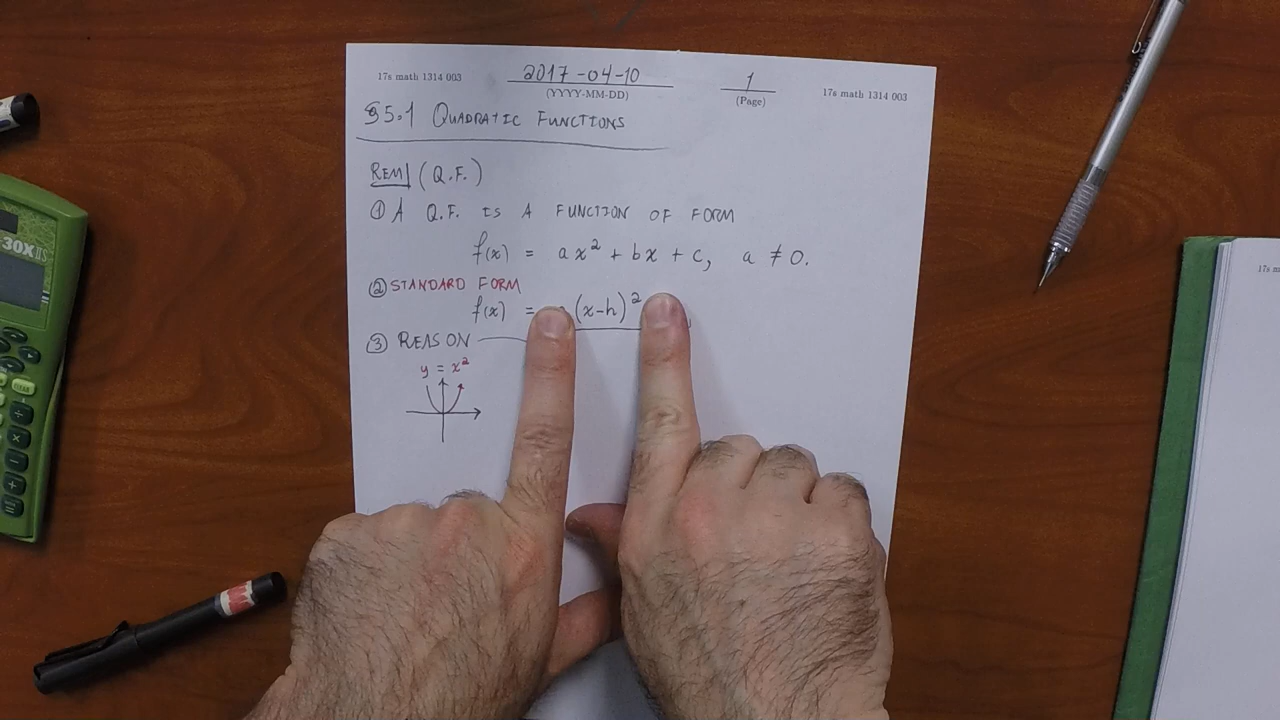 17s math 1314 003
2017-04-10
(YYYY-MM-DD)
1
(Page)
17s math 1314 003
§5.1 QUADRATIC FUNCTIONS
REM (Q.F.)
① A Q.F. IS A FUNCTION OF FORM
f(x) = ax² + bx + c, a ≠ 0.
② STANDARD FORM
f(x) = (x-h)²
③ REASON
y = x²
30X IIS